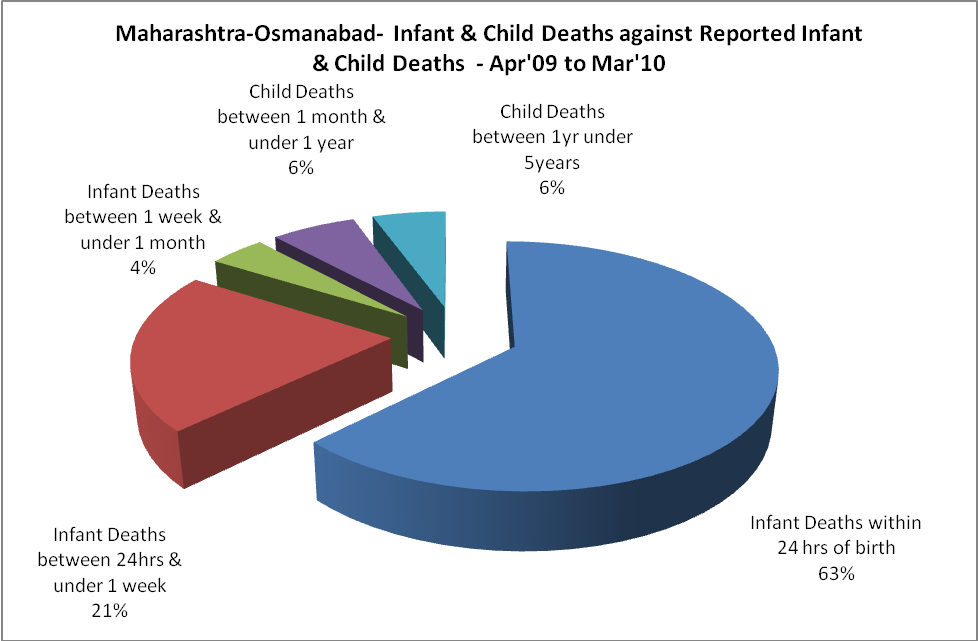 Maharashtra-Osmanabad- Infant & Child Deaths against Reported Infant
& Child Deaths - Apr'09 to Mar'10
Child Deaths
between 1 month &
under 1 year
6%
Child Deaths
between 1yr under
5years
6%
Infant Deaths
between 1 week &
under 1 month
4%
Infant Deaths
between 24hrs &
under 1 week
21%
Infant Deaths within
24 hrs of birth
63%